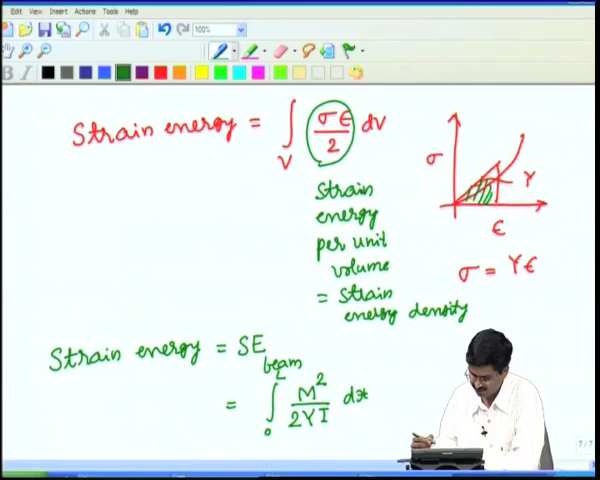 Edit View Insert Actions Tools Help
100%
B I
Strain energy = ∫ σϵ/2 dV
V
σ
Y
ϵ
Strain
energy
per unit
volume
= Strain
energy density
σ = Yϵ
Strain energy = SE beam
= ∫₀ M²/2YI dx
7/7